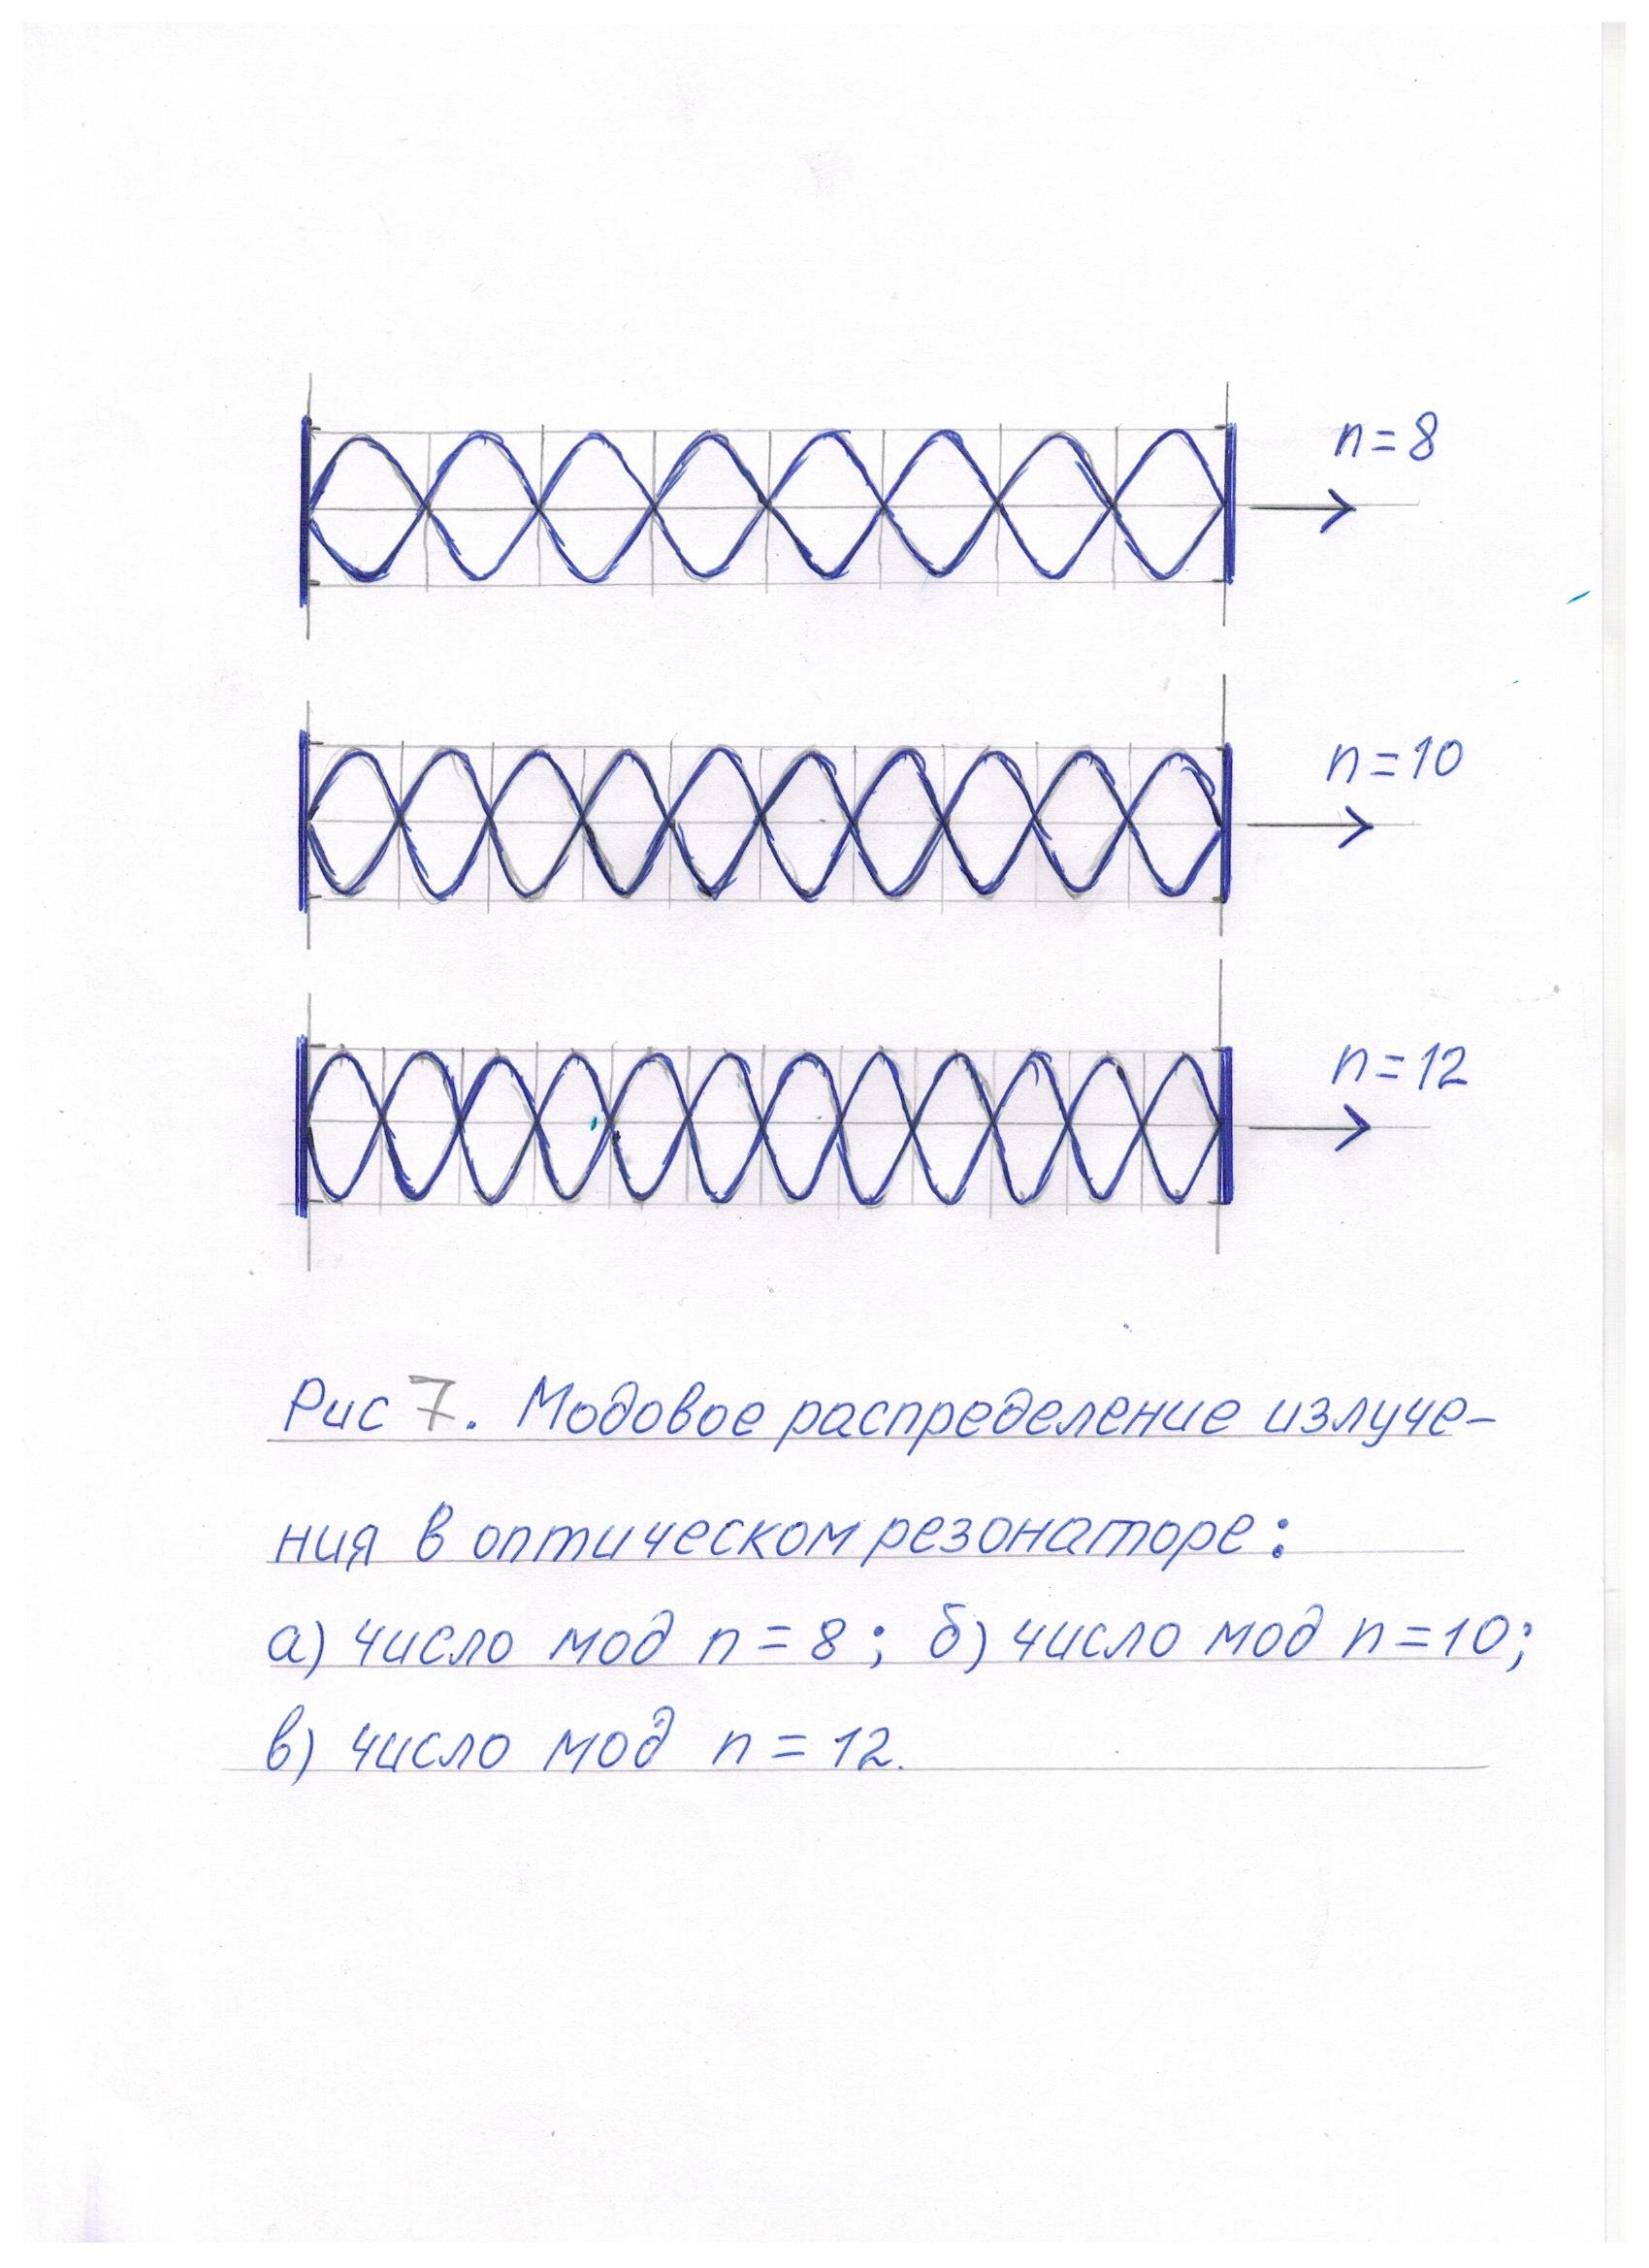 n=8
n=10
n=12
Рис 7. Модовое распределение излуче-
ния в оптическом резонаторе:
а) число мод n = 8; б) число мод n=10;
в) число мод n = 12.